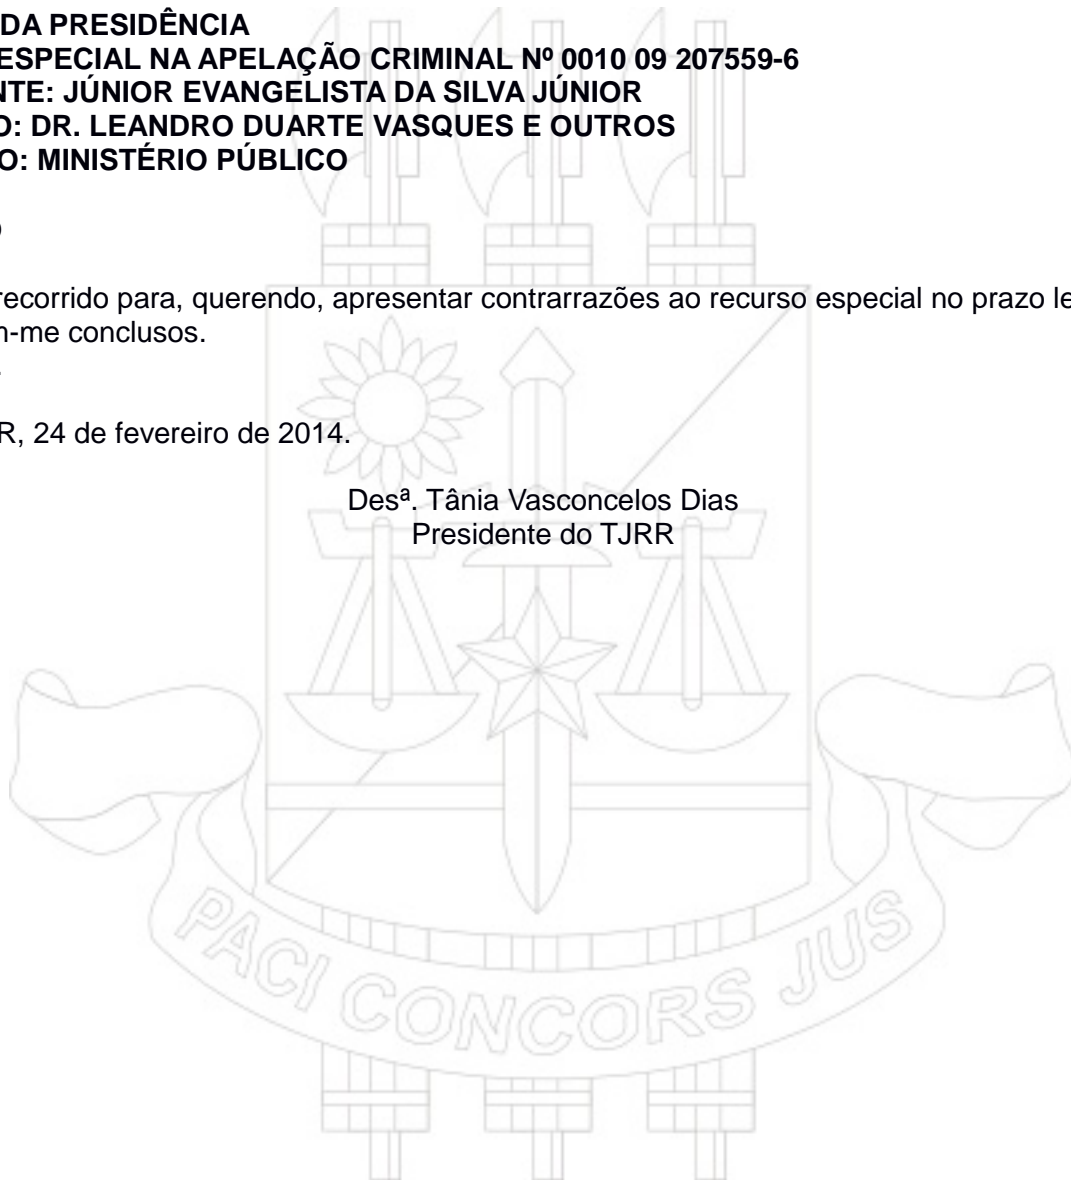 DA PRESIDÊNCIA
ESPECIAL NA APELAÇÃO CRIMINAL Nº 0010 09 207559-6
NTE: JÚNIOR EVANGELISTA DA SILVA JÚNIOR
O: DR. LEANDRO DUARTE VASQUES E OUTROS
O: MINISTÉRIO PÚBLICO
recorrido para, querendo, apresentar contrarrazões ao recurso especial no prazo le
m-me conclusos.
R, 24 de fevereiro de 2014.
Desª. Tânia Vasconcelos Dias
Presidente do TJRR
PACI CONCORS JUS